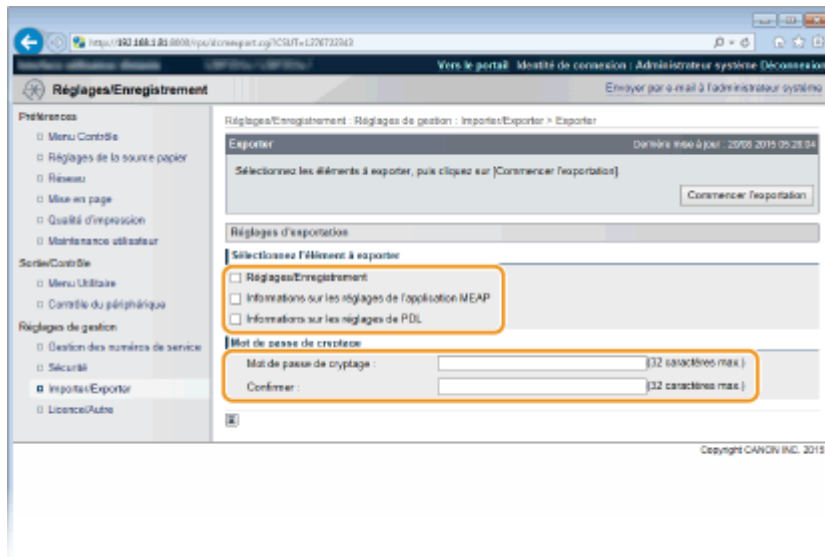 Vers le portail Identité de connexion : Administrateur système Déconnexion
Réglages/Enregistrement
Envoyer par e-mail à l'administrateur système
Préférences
Menu Contrôle
Réglages de la source papier
Réseau
Mise en page
Qualité d'impression
Maintenance utilisateur
Sortie/Contrôle
Menu Utilitaire
Contrôle du périphérique
Réglages de gestion
Gestion des numéros de service
Sécurité
Importer/Exporter
Licence/Autre
Réglages/Enregistrement : Réglages de gestion : Importer/Exporter > Exporter
Exporter
Dernière mise à jour : 20/05 2015 05:28:04
Sélectionnez les éléments à exporter, puis cliquez sur [Commencer l'exportation].
Commencer l'exportation
Réglages d'exportation
Sélectionnez l'élément à exporter
Réglages/Enregistrement
Informations sur les réglages de l'application MEAP
Informations sur les réglages de PDL
Mot de passe de cryptage
Mot de passe de cryptage :
(32 caractères max.)
Confirmer :
(32 caractères max.)
Copyright CANON INC. 2015